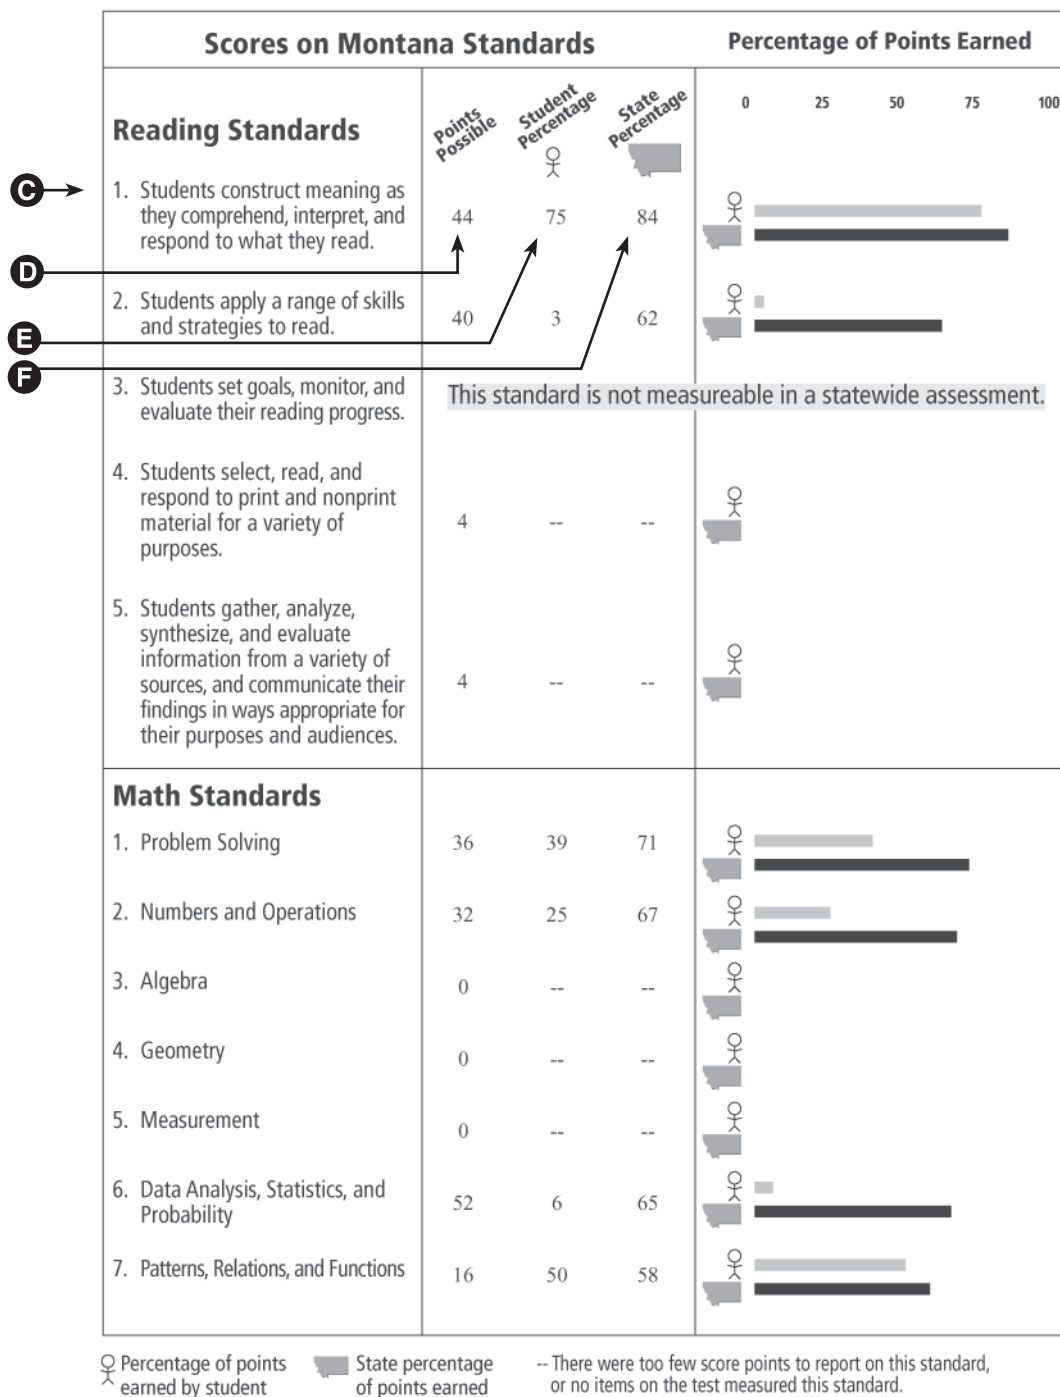 Scores on Montana Standards
Percentage of Points Earned
Reading Standards
Points Possible
Student Percentage
State Percentage
0 25 50 75 100
C
1. Students construct meaning as
they comprehend, interpret, and
respond to what they read.
44 75 84
D
2. Students apply a range of skills
and strategies to read.
40 3 62
E
F
3. Students set goals, monitor, and
evaluate their reading progress.
This standard is not measureable in a statewide assessment.
4. Students select, read, and
respond to print and nonprint
material for a variety of
purposes.
4 -- --
5. Students gather, analyze,
synthesize, and evaluate
information from a variety of
sources, and communicate their
findings in ways appropriate for
their purposes and audiences.
4 -- --
Math Standards
1. Problem Solving 36 39 71
2. Numbers and Operations 32 25 67
3. Algebra 0 -- --
4. Geometry 0 -- --
5. Measurement 0 -- --
6. Data Analysis, Statistics, and
Probability
52 6 65
7. Patterns, Relations, and Functions 16 50 58
Percentage of points
earned by student
State percentage
of points earned
-- There were too few score points to report on this standard,
or no items on the test measured this standard.